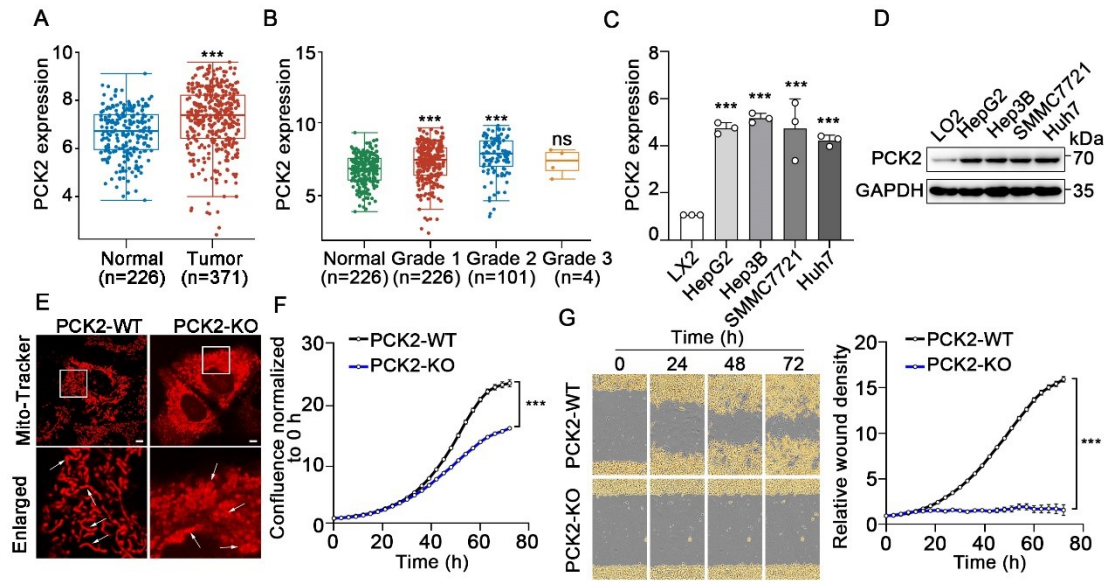 A
PCK2 expression
10
8
6
4
***
Normal
(n=226)
Tumor
(n=371)
B
PCK2 expression
15
10
5
***
***
ns
Normal
(n=226)
Grade 1
(n=226)
Grade 2
(n=101)
Grade 3
(n=4)
C
PCK2 expression
8
6
4
2
0
***
***
***
***
LX2
HepG2
Hep3B
SMMC7721
Huh7
D
LO2
HepG2
Hep3B
SMMC7721
Huh7
kDa
PCK2
70
GAPDH
35
E
PCK2-WT
PCK2-KO
Mito-Tracker
Enlarged
F
PCK2-WT
PCK2-KO
Confluence normalized
to 0 h
30
20
10
0
0
20
40
60
80
Time (h)
***
G
Time (h)
0
24
48
72
PCK2-WT
PCK2-KO
PCK2-WT
PCK2-KO
Relative wound density
20
15
10
5
0
0
20
40
60
80
Time (h)
***